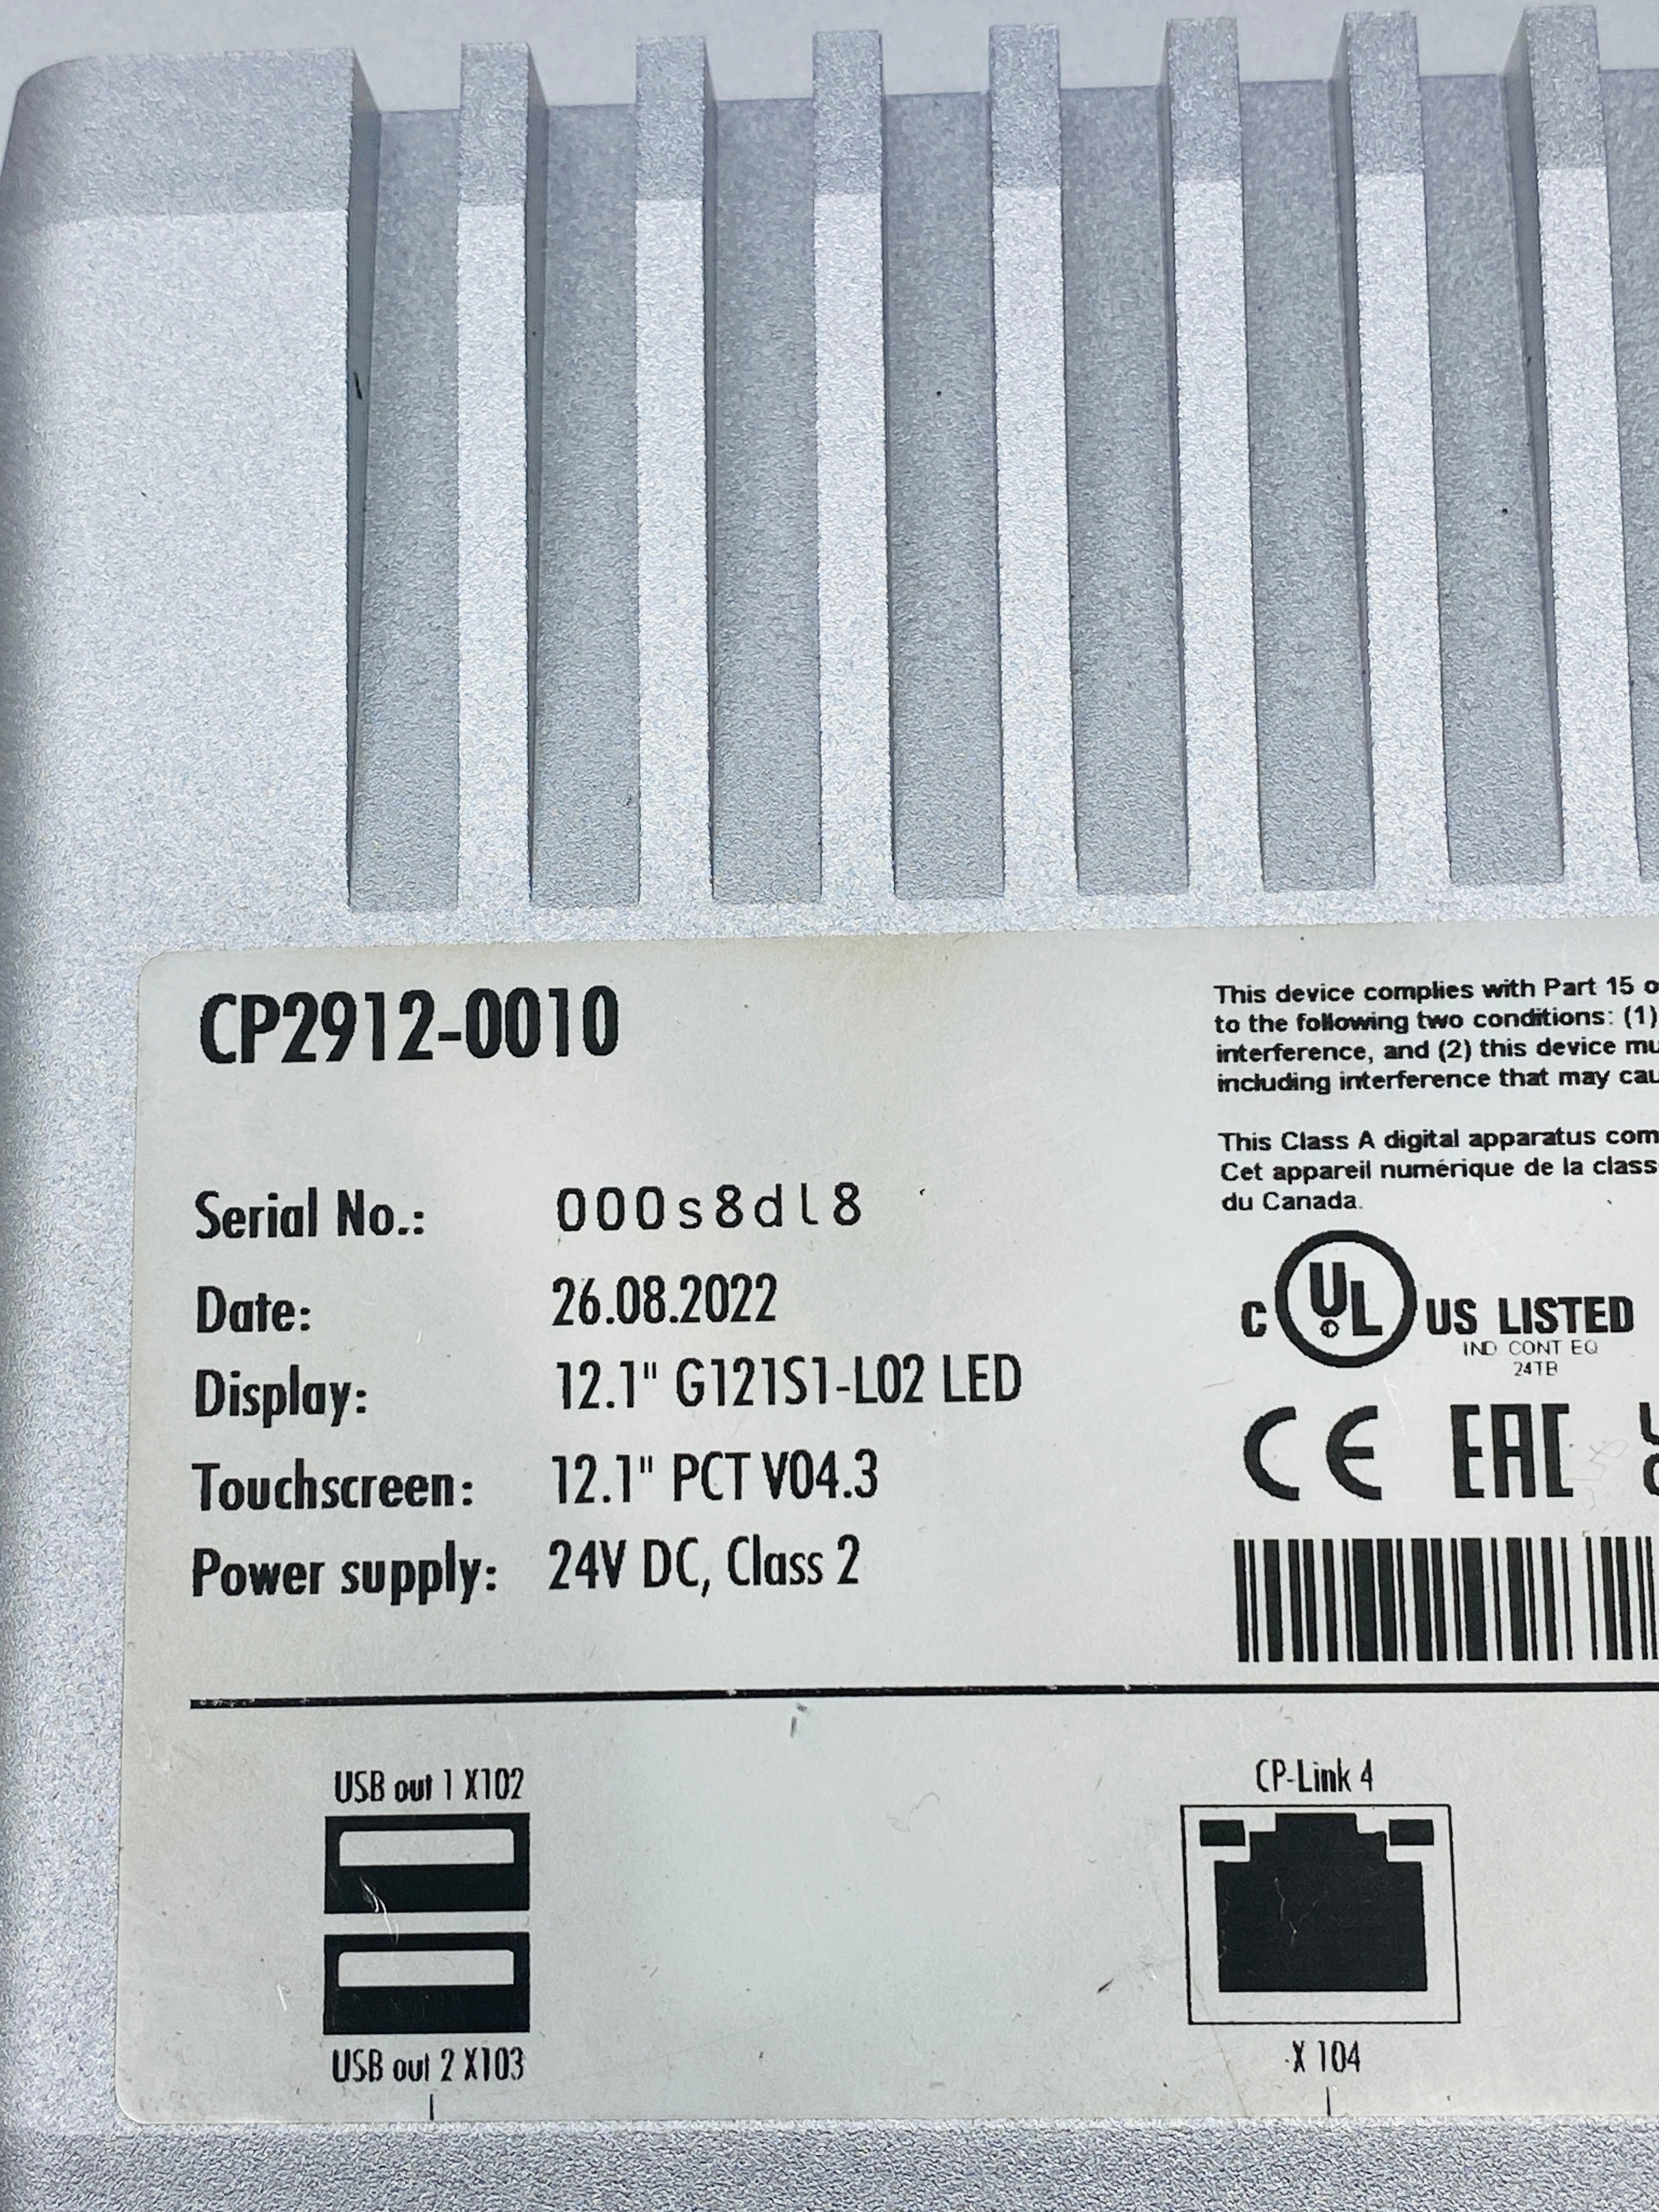 CP2912-0010
Serial No.: 000s8dl8
Date: 26.08.2022
Display: 12.1" G121S1-L02 LED
Touchscreen: 12.1" PCT V04.3
Power supply: 24V DC, Class 2
This device complies with Part 15
to the following two conditions: (1)
interference, and (2) this device
including interference that may
This Class A digital apparatus
Cet appareil numérique de la
du Canada.
C UL US LISTED
IND CONT EQ
24TB
CE EAC
USB out 1 X102
USB out 2 X103
CP-Link 4
X 104